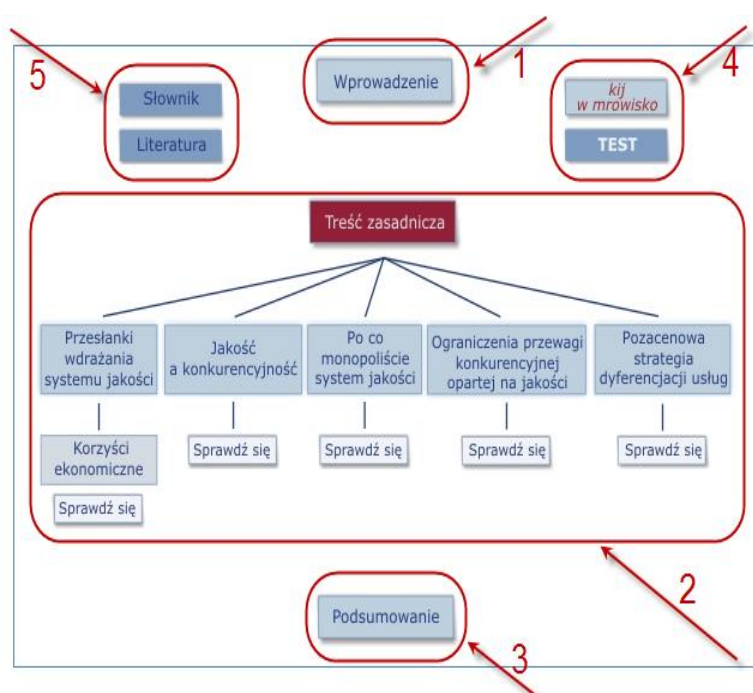 5
Słownik
Literatura
Wprowadzenie
1
kij
w mrowisko
TEST
4
Treść zasadnicza
Przesłanki
wdrażania
systemu jakości
Jakość
a konkurencyjność
Po co
monopoliście
system jakości
Ograniczenia przewagi
konkurencyjnej
opartej na jakości
Pozacenowa
strategia
dyferencjacji usług
Korzyści
ekonomiczne
Sprawdź się
Sprawdź się
Sprawdź się
Sprawdź się
Sprawdź się
2
Podsumowanie
3